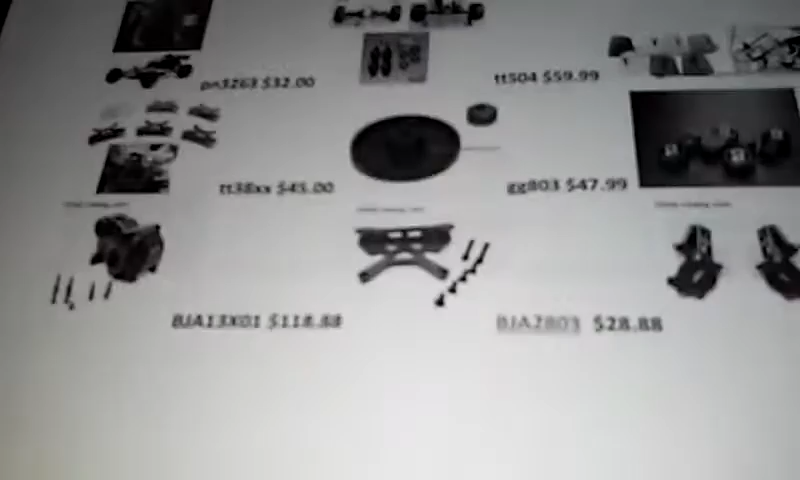 pn3263 $32.00
tt504 $59.99
tt38xx $45.00
gg803 $47.99
BJA13X01 $118.88
BJA2803 $28.88